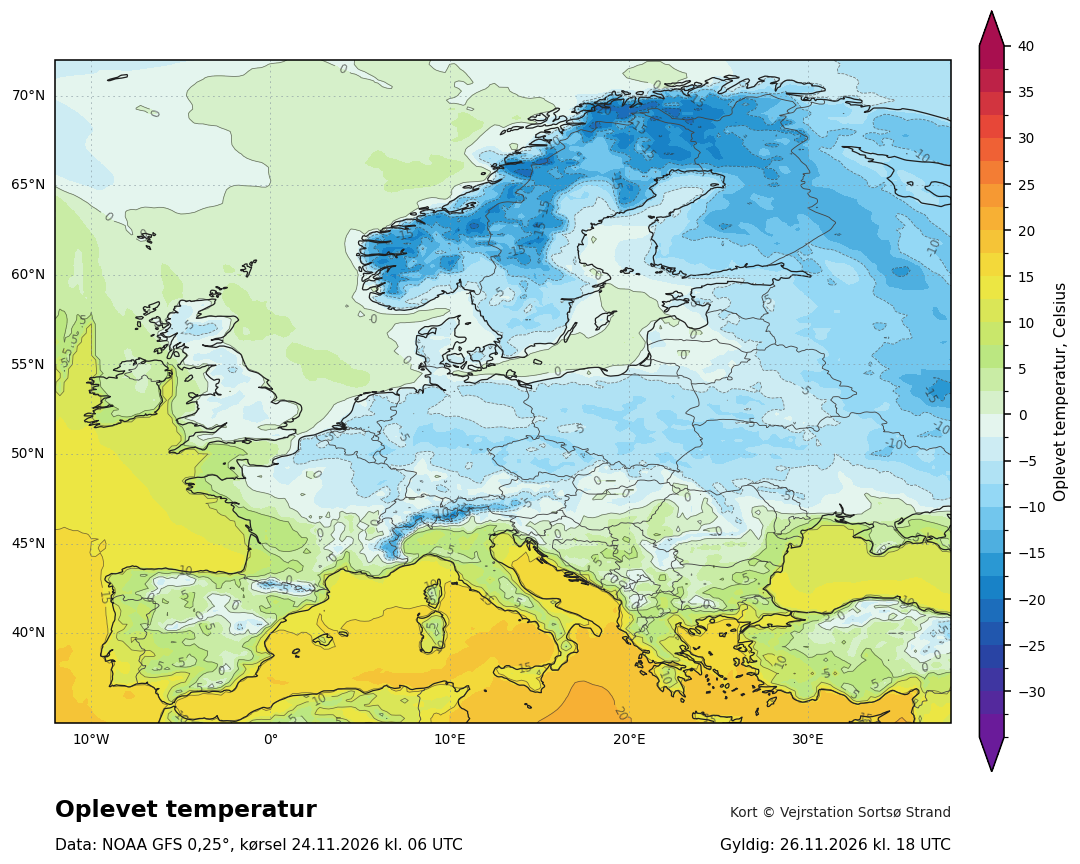 40
35
30
25
20
15
10
5
0
−5
−10
−15
−20
−25
−30
Oplevet temperatur, Celsius
70°N
65°N
60°N
55°N
50°N
45°N
40°N
10°W
0°
10°E
20°E
30°E
Oplevet temperatur
Kort © Vejrstation Sortsø Strand
Data: NOAA GFS 0,25°, kørsel 24.11.2026 kl. 06 UTC
Gyldig: 26.11.2026 kl. 18 UTC